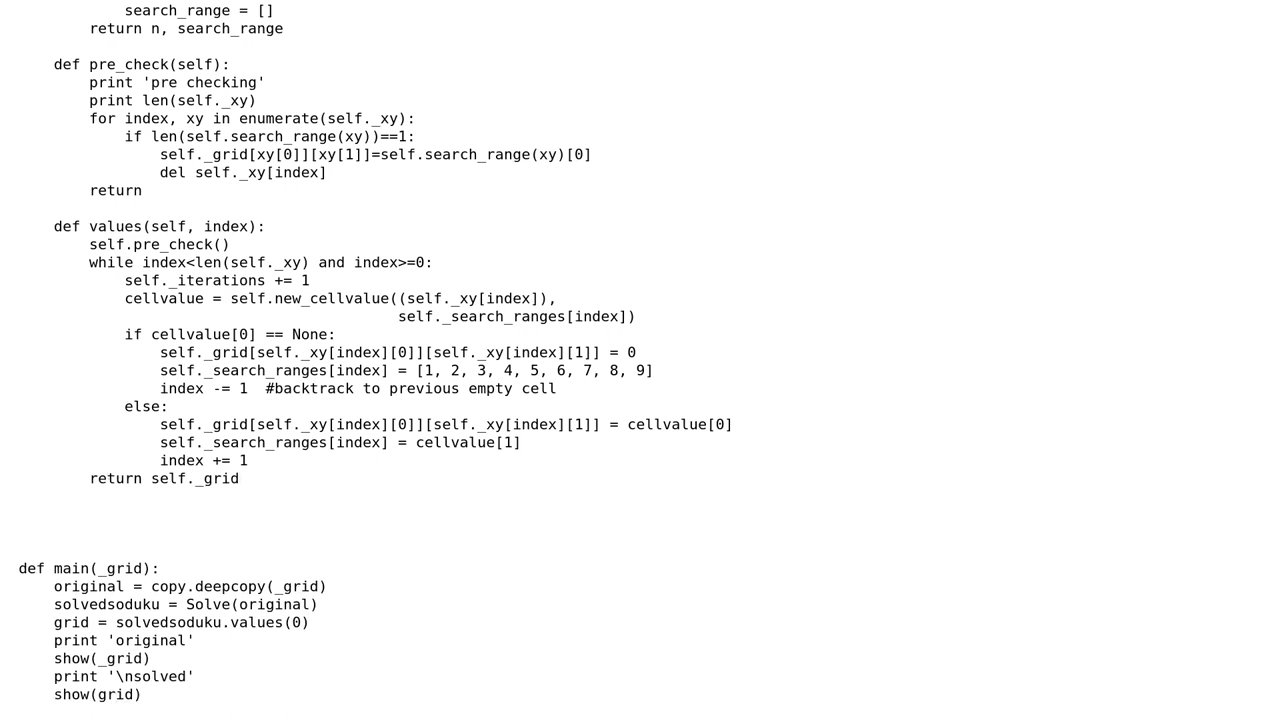 search_range = []
        return n, search_range

    def pre_check(self):
        print 'pre checking'
        print len(self._xy)
        for index, xy in enumerate(self._xy):
            if len(self.search_range(xy))==1:
                self._grid[xy[0]][xy[1]]=self.search_range(xy)[0]
                del self._xy[index]
        return

    def values(self, index):
        self.pre_check()
        while index<len(self._xy) and index>=0:
            self._iterations += 1
            cellvalue = self.new_cellvalue((self._xy[index]),
                                           self._search_ranges[index])
            if cellvalue[0] == None:
                self._grid[self._xy[index][0]][self._xy[index][1]] = 0
                self._search_ranges[index] = [1, 2, 3, 4, 5, 6, 7, 8, 9]
                index -= 1  #backtrack to previous empty cell
            else:
                self._grid[self._xy[index][0]][self._xy[index][1]] = cellvalue[0]
                self._search_ranges[index] = cellvalue[1]
                index += 1
        return self._grid




def main(_grid):
    original = copy.deepcopy(_grid)
    solvedsoduku = Solve(original)
    grid = solvedsoduku.values(0)
    print 'original'
    show(_grid)
    print '\nsolved'
    show(grid)